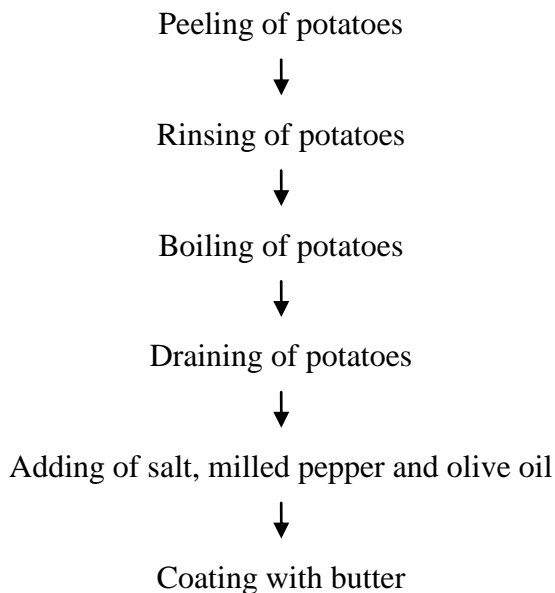 Peeling of potatoes
Rinsing of potatoes
Boiling of potatoes
Draining of potatoes
Adding of salt, milled pepper and olive oil
Coating with butter